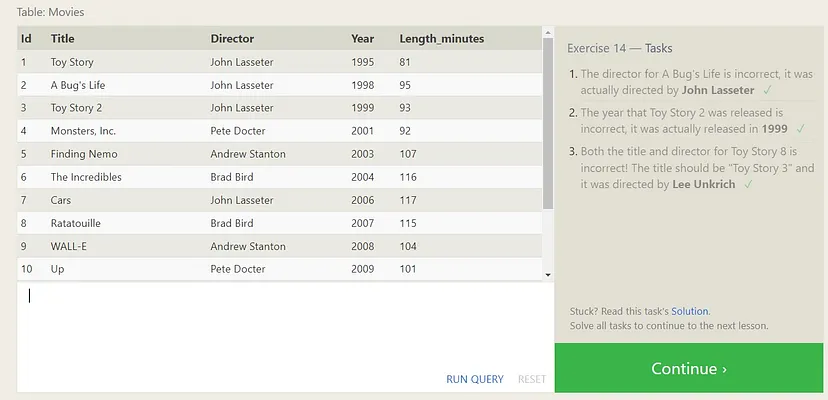 Table: Movies
Id Title Director Year Length_minutes
1 Toy Story John Lasseter 1995 81
2 A Bug's Life John Lasseter 1998 95
3 Toy Story 2 John Lasseter 1999 93
4 Monsters, Inc. Pete Docter 2001 92
5 Finding Nemo Andrew Stanton 2003 107
6 The Incredibles Brad Bird 2004 116
7 Cars John Lasseter 2006 117
8 Ratatouille Brad Bird 2007 115
9 WALL-E Andrew Stanton 2008 104
10 Up Pete Docter 2009 101
RUN QUERY RESET
Exercise 14 — Tasks
1. The director for A Bug's Life is incorrect, it was
actually directed by John Lasseter ✓
2. The year that Toy Story 2 was released is
incorrect, it was actually released in 1999 ✓
3. Both the title and director for Toy Story 8 is
incorrect! The title should be "Toy Story 3" and
it was directed by Lee Unkrich ✓
Stuck? Read this task's Solution.
Solve all tasks to continue to the next lesson.
Continue ›